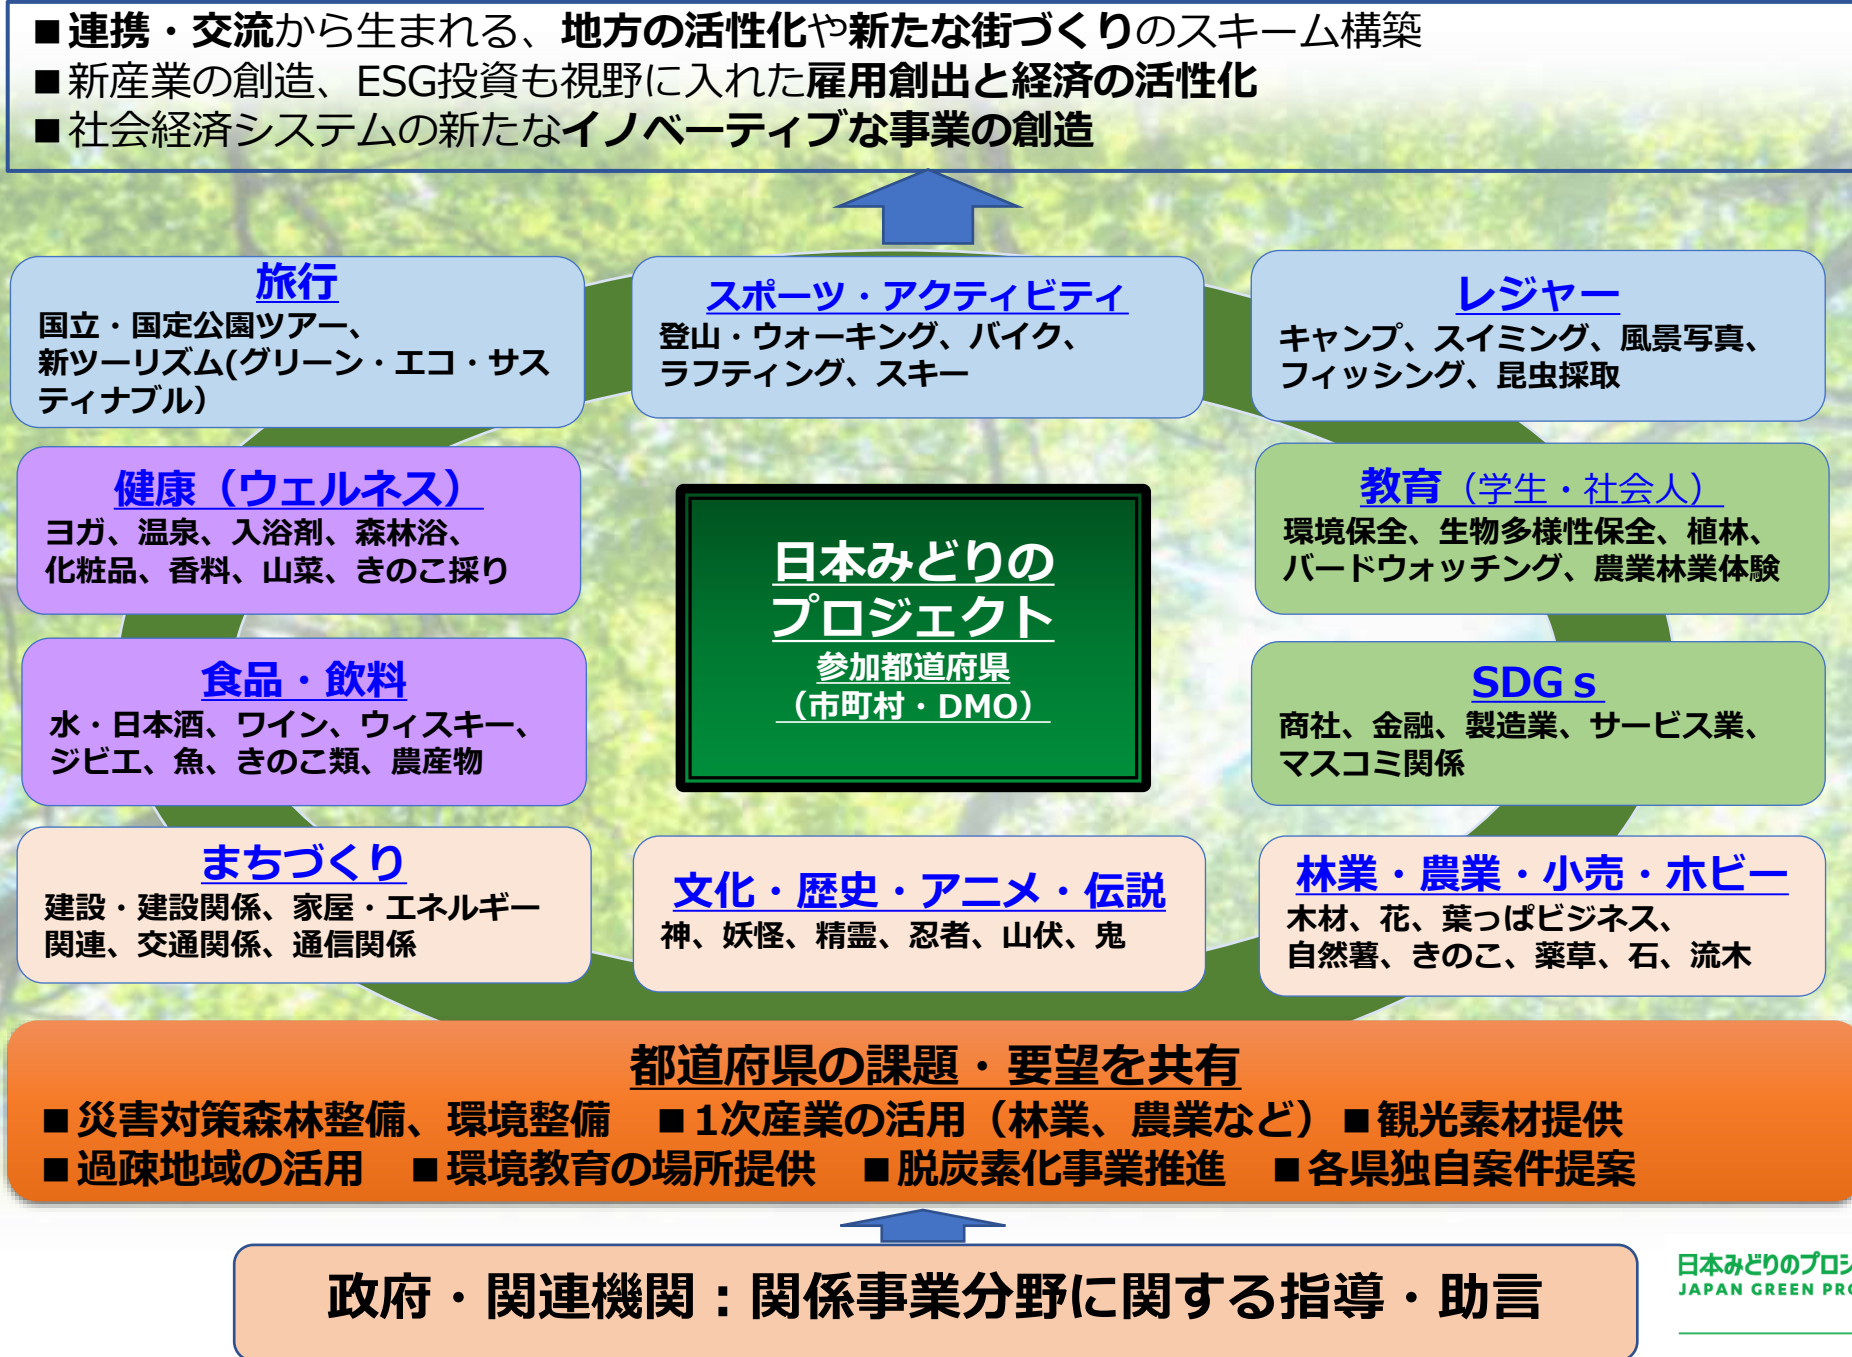 ■連携・交流から生まれる、地方の活性化や新たな街づくりのスキーム構築
■新産業の創造、ESG投資も視野に入れた雇用創出と経済の活性化
■社会経済システムの新たなイノベーティブな事業の創造
旅行
国立・国定公園ツアー、
新ツーリズム(グリーン・エコ・サス
ティナブル）
スポーツ・アクティビティ
登山・ウォーキング、バイク、
ラフティング、スキー
レジャー
キャンプ、スイミング、風景写真、
フィッシング、昆虫採取
健康（ウェルネス）
ヨガ、温泉、入浴剤、森林浴、
化粧品、香料、山菜、きのこ採り
日本みどりの
プロジェクト
参加都道府県
（市町村・DMO）
教育（学生・社会人）
環境保全、生物多様性保全、植林、
バードウォッチング、農業林業体験
食品・飲料
水・日本酒、ワイン、ウィスキー、
ジビエ、魚、きのこ類、農産物
SDGｓ
商社、金融、製造業、サービス業、
マスコミ関係
まちづくり
建設・建設関係、家屋・エネルギー
関連、交通関係、通信関係
文化・歴史・アニメ・伝説
神、妖怪、精霊、忍者、山伏、鬼
林業・農業・小売・ホビー
木材、花、葉っぱビジネス、
自然薯、きのこ、薬草、石、流木
都道府県の課題・要望を共有
■災害対策森林整備、環境整備　■1次産業の活用（林業、農業など）■観光素材提供
■過疎地域の活用　■環境教育の場所提供　■脱炭素化事業推進　■各県独自案件提案
政府・関連機関：関係事業分野に関する指導・助言
日本みどりのプロジ
JAPAN GREEN PRO